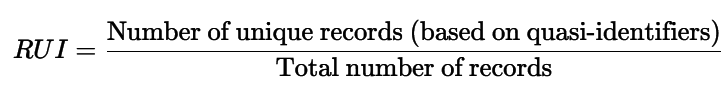 RUI = Number of unique records (based on quasi-identifiers)
Total number of records